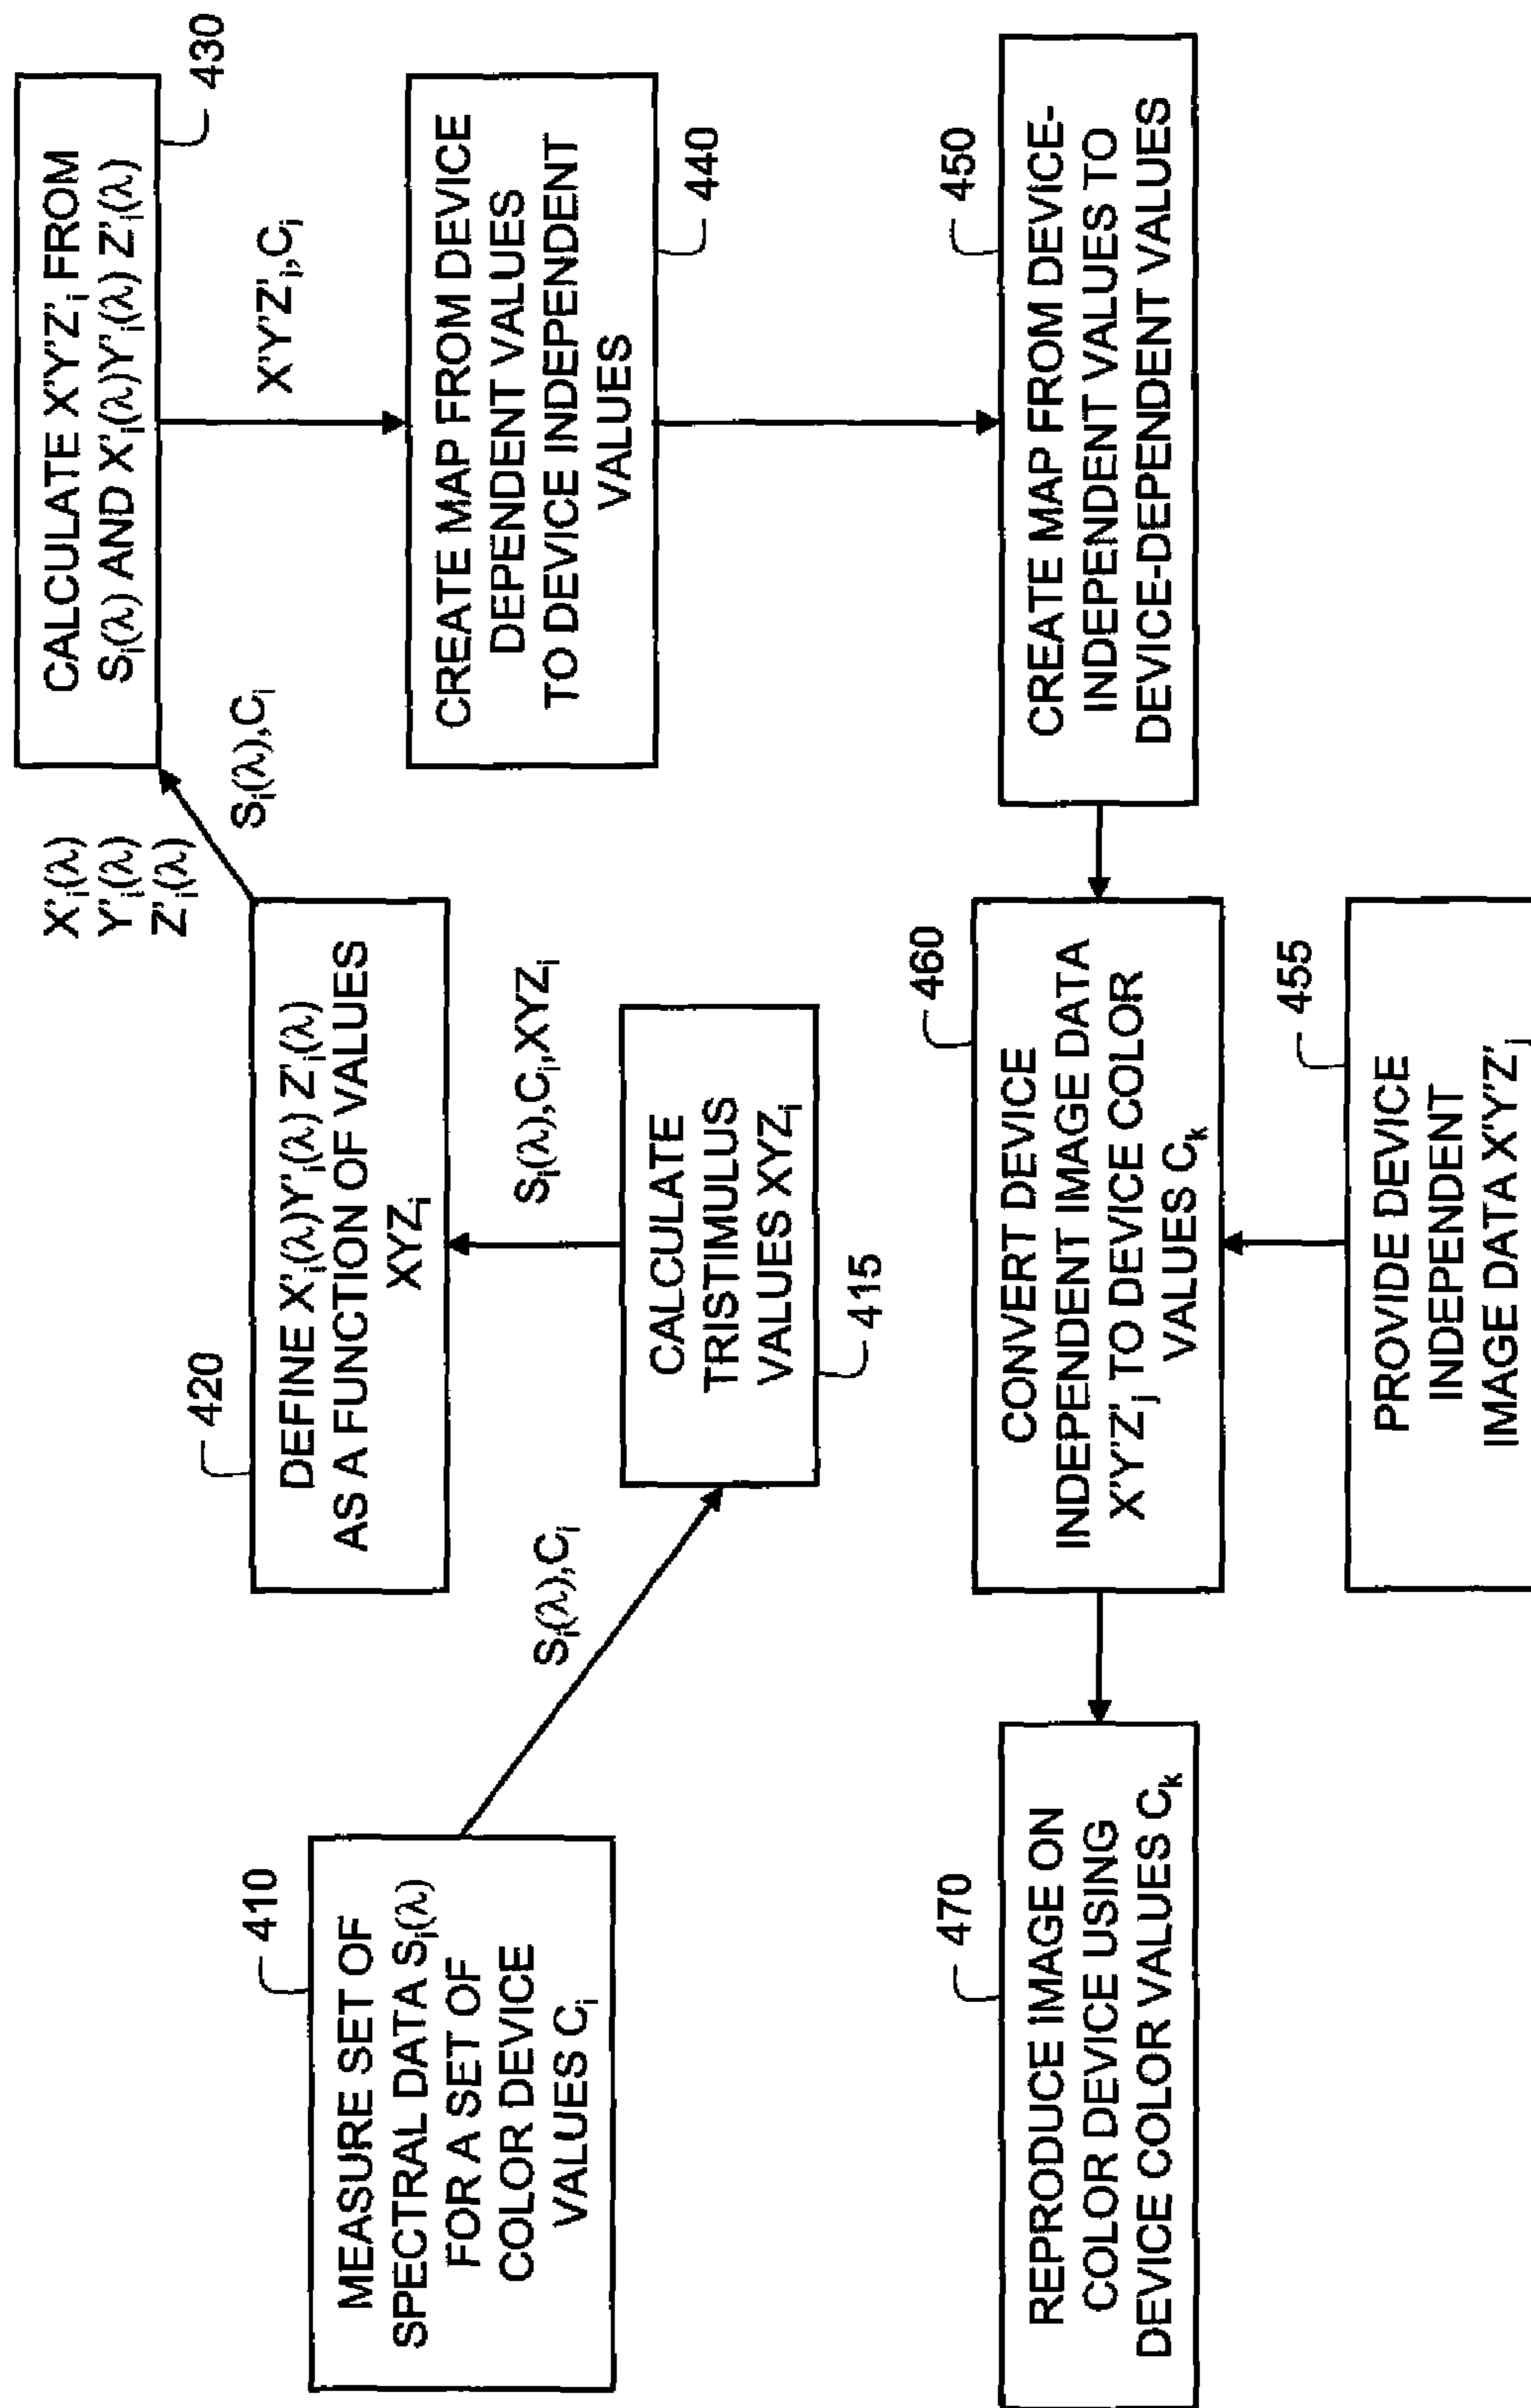 410
MEASURE SET OF
SPECTRAL DATA Sᵢ(λ)
FOR A SET OF
COLOR DEVICE
VALUES Cᵢ
Sᵢ(λ),Cᵢ
CALCULATE
TRISTIMULUS
VALUES XYZᵢ
415
Sᵢ(λ),Cᵢ,XYZᵢ
420
DEFINE X'ᵢ(λ)Y'ᵢ(λ) Z'ᵢ(λ)
AS A FUNCTION OF VALUES
XYZᵢ
X'ᵢ(λ)
Y'ᵢ(λ)
Z'ᵢ(λ)
Sᵢ(λ),Cᵢ
CALCULATE X'Y'Z'ᵢ FROM
Sᵢ(λ) AND X'ᵢ(λ)Y'ᵢ(λ) Z'ᵢ(λ)
430
X'Y'Z'ᵢ,Cᵢ
CREATE MAP FROM DEVICE
DEPENDENT VALUES
TO DEVICE INDEPENDENT
VALUES
440
450
CREATE MAP FROM DEVICE-
INDEPENDENT VALUES TO
DEVICE-DEPENDENT VALUES
460
CONVERT DEVICE
INDEPENDENT IMAGE DATA
X'Y'Z'ⱼ TO DEVICE COLOR
VALUES Cₖ
455
PROVIDE DEVICE
INDEPENDENT
IMAGE DATA X'Y'Z'ⱼ
470
REPRODUCE IMAGE ON
COLOR DEVICE USING
DEVICE COLOR VALUES Cₖ